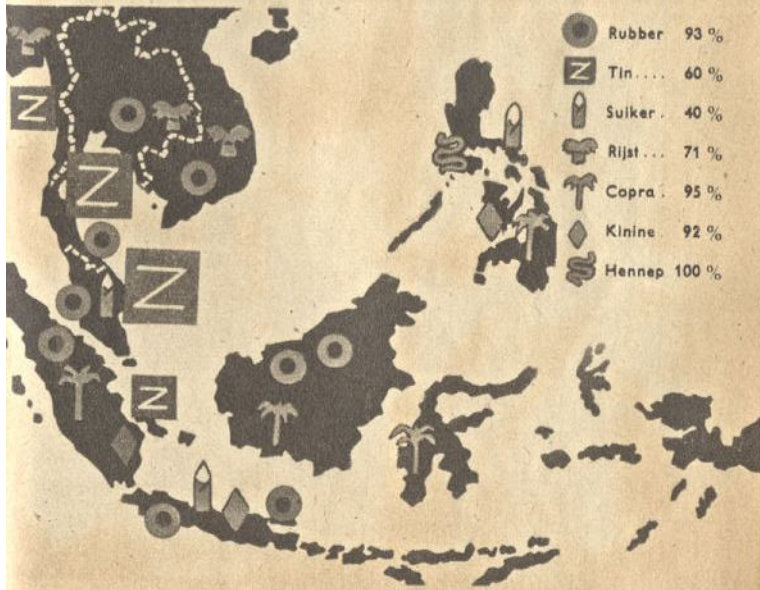 Rubber 93 %
Z Tin.... 60 %
Suiker . 40 %
Rijst... 71 %
Copra . 95 %
Kinine 92 %
Hennep 100 %
Z
Z
Z
Z